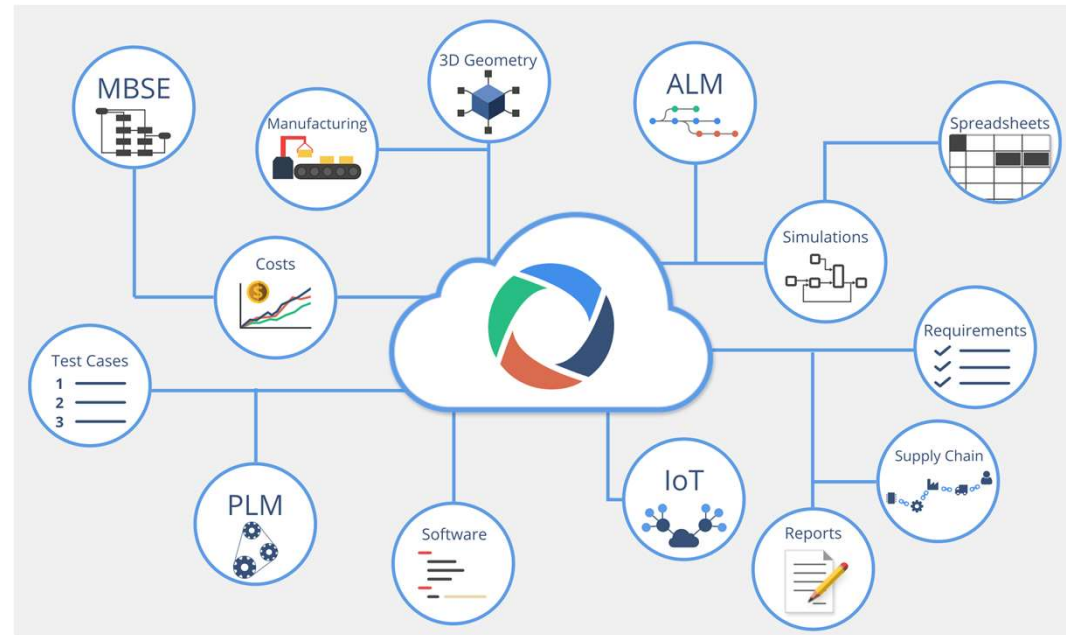 3D Geometry
MBSE
ALM
Manufacturing
Spreadsheets
Simulations
Costs
Requirements
Test Cases
1
2
3
Supply Chain
IoT
PLM
Software
Reports